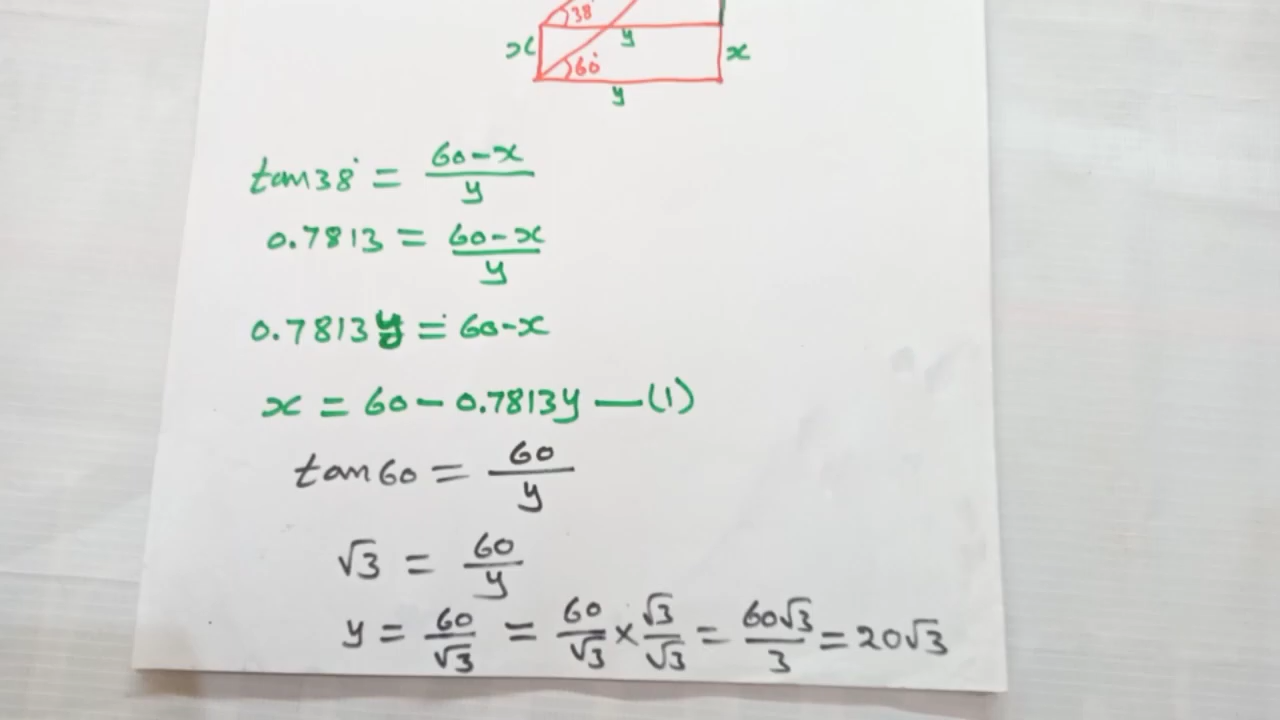 38°
x y x
60°
y
tan38° = 60-x / y
0.7813 = 60-x / y
0.7813y = 60-x
x = 60-0.7813y —(1)
tan60 = 60 / y
√3 = 60 / y
y = 60/√3 = 60/√3 × √3/√3 = 60√3/3 = 20√3